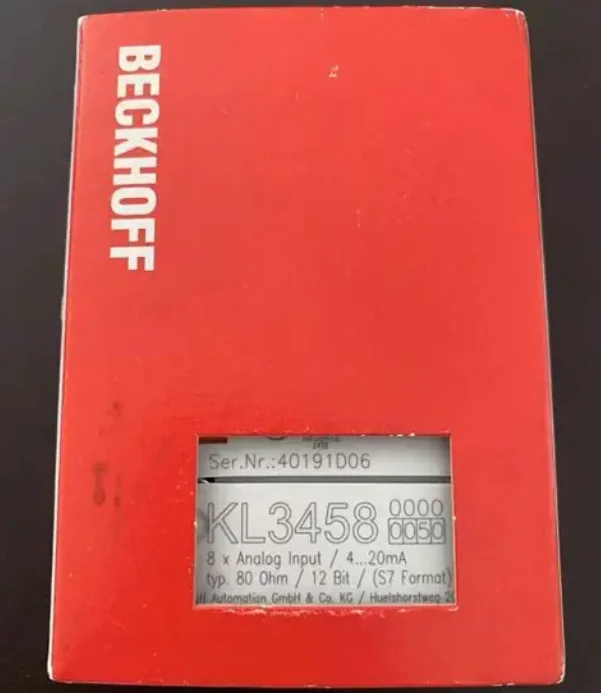 BECKHOFF
Ser.Nr.:40191D06
KL3458 0000
0050
8 x Analog Input / 4...20mA
typ. 80 Ohm / 12 Bit / (S7 Format)
Automation GmbH & Co. KG / Huelshorstweg